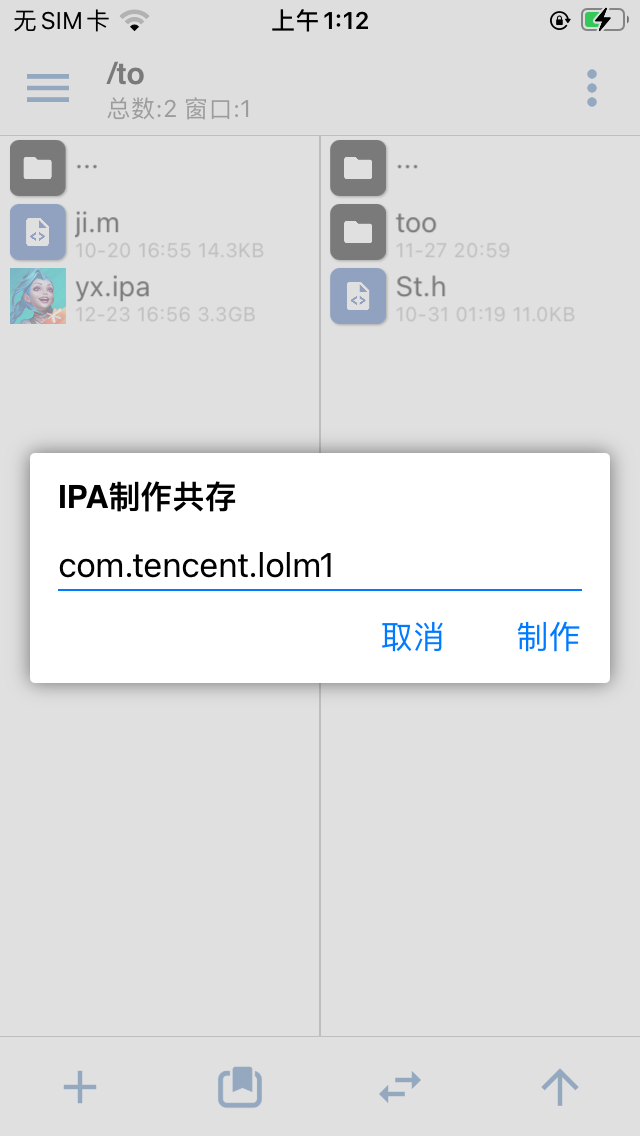 无SIM卡 上午1:12
/to
总数:2 窗口:1
...
ji.m
10-20 16:55 14.3KB
yx.ipa
12-23 16:56 3.3GB
...
too
11-27 20:59
St.h
10-31 01:19 11.0KB
IPA制作共存
com.tencent.lolm1
取消 制作